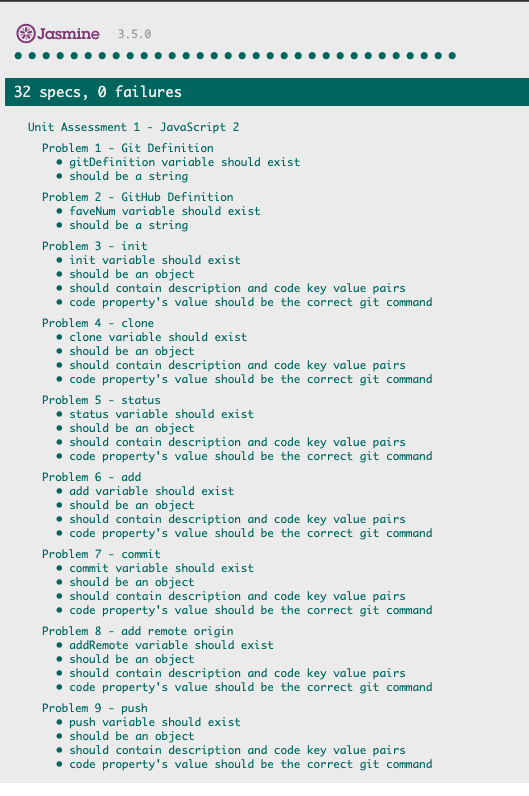 Jasmine 3.5.0
32 specs, 0 failures
Unit Assessment 1 - JavaScript 2
Problem 1 - Git Definition
• gitDefinition variable should exist
• should be a string
Problem 2 - GitHub Definition
• faveNum variable should exist
• should be a string
Problem 3 - init
• init variable should exist
• should be an object
• should contain description and code key value pairs
• code property's value should be the correct git command
Problem 4 - clone
• clone variable should exist
• should be an object
• should contain description and code key value pairs
• code property's value should be the correct git command
Problem 5 - status
• status variable should exist
• should be an object
• should contain description and code key value pairs
• code property's value should be the correct git command
Problem 6 - add
• add variable should exist
• should be an object
• should contain description and code key value pairs
• code property's value should be the correct git command
Problem 7 - commit
• commit variable should exist
• should be an object
• should contain description and code key value pairs
• code property's value should be the correct git command
Problem 8 - add remote origin
• addRemote variable should exist
• should be an object
• should contain description and code key value pairs
• code property's value should be the correct git command
Problem 9 - push
• push variable should exist
• should be an object
• should contain description and code key value pairs
• code property's value should be the correct git command